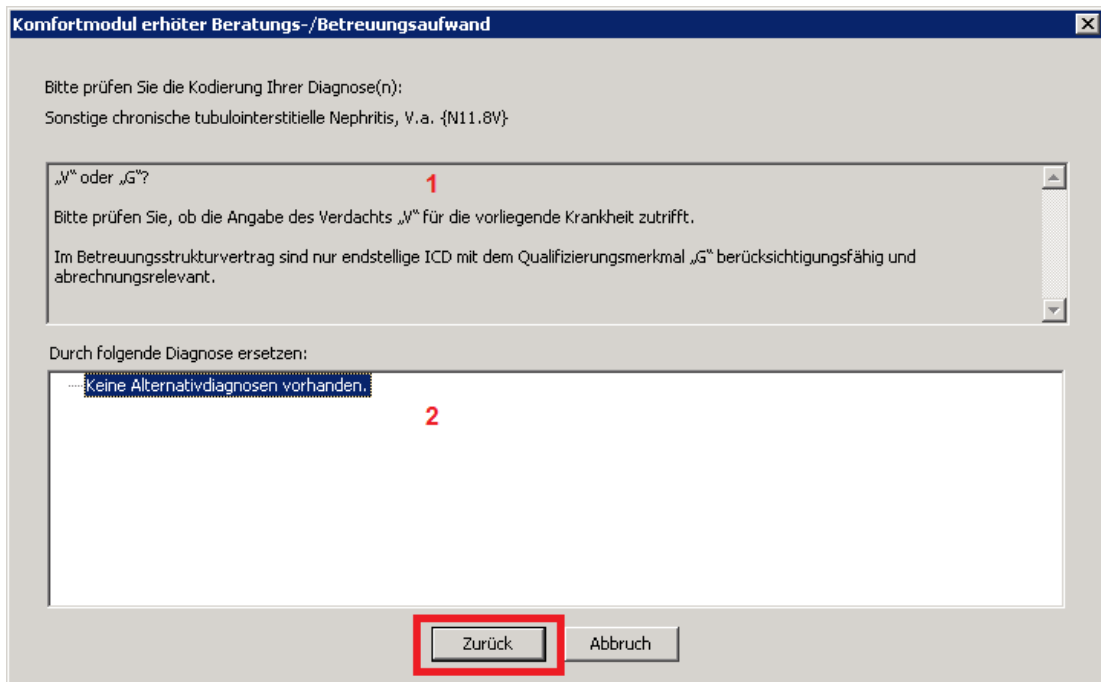 Komfortmodul erhöter Beratungs-/Betreuungsaufwand
Bitte prüfen Sie die Kodierung Ihrer Diagnose(n):
Sonstige chronische tubulointerstitielle Nephritis, V.a. {N11.8V}
„V“ oder „G“?
1
Bitte prüfen Sie, ob die Angabe des Verdachts „V“ für die vorliegende Krankheit zutrifft.
Im Betreuungsstrukturvertrag sind nur endstellige ICD mit dem Qualifizierungsmerkmal „G“ berücksichtigungsfähig und
abrechnungsrelevant.
Durch folgende Diagnose ersetzen:
Keine Alternativdiagnosen vorhanden.
2
Zurück
Abbruch